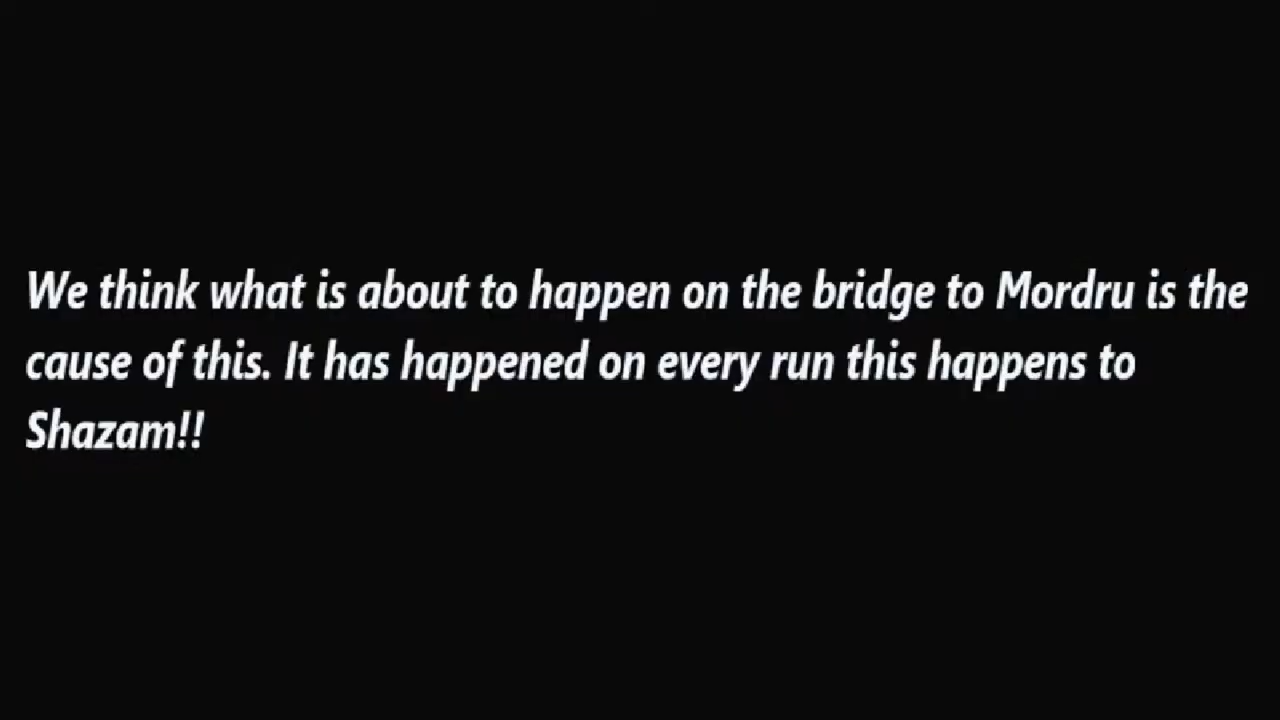 We think what is about to happen on the bridge to Mordru is the
cause of this. It has happened on every run this happens to
Shazam!!